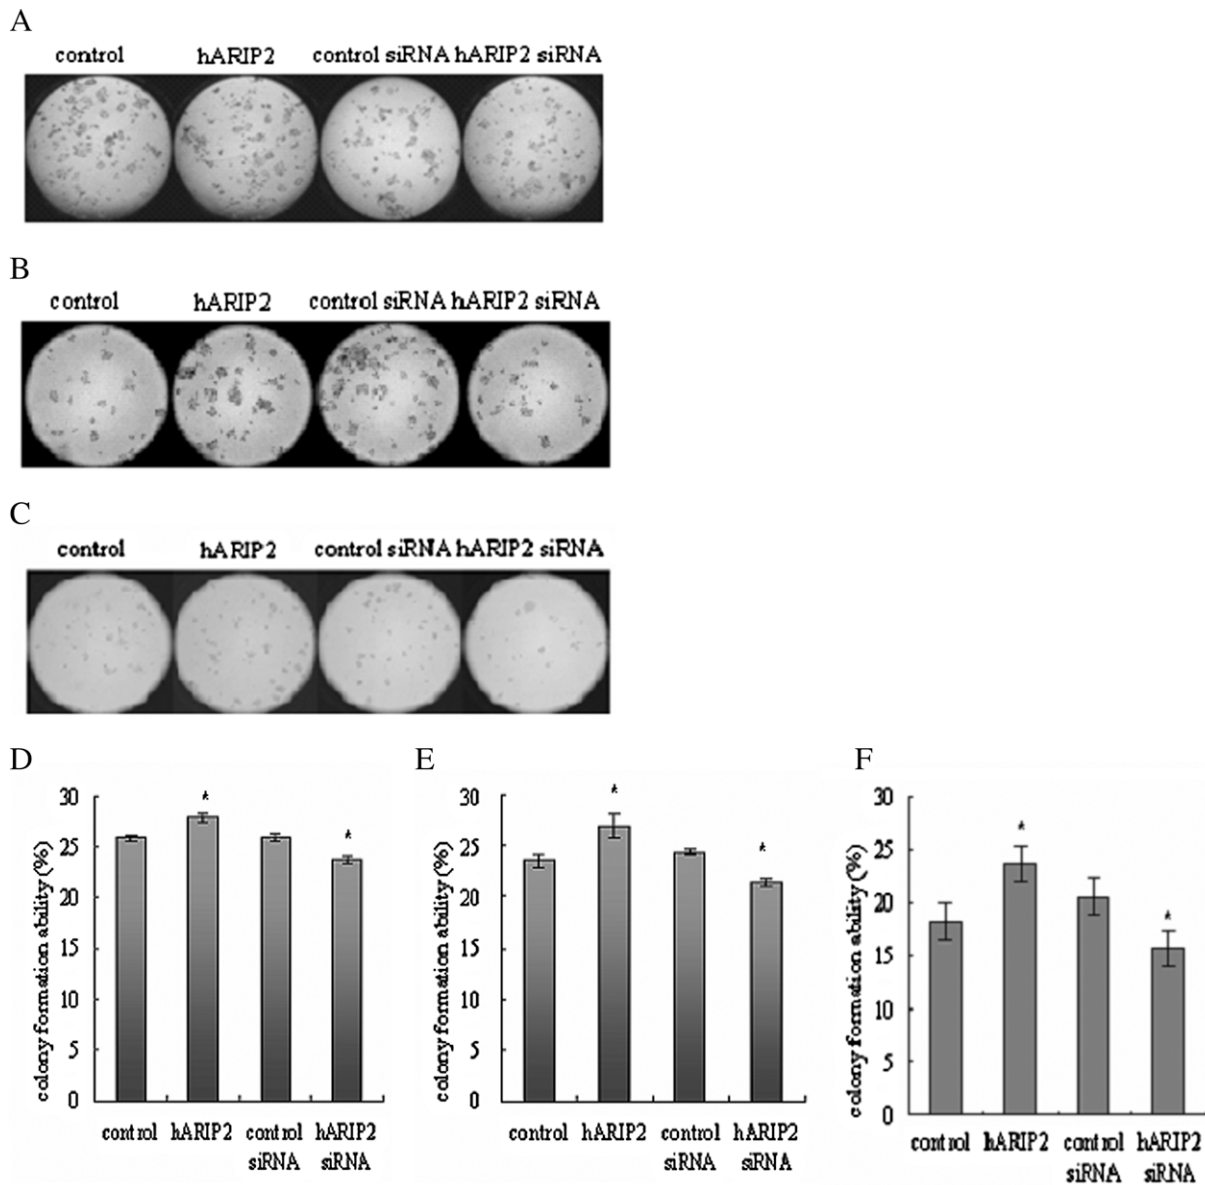 A
control hARIP2 control siRNA hARIP2 siRNA
B
control hARIP2 control siRNA hARIP2 siRNA
C
control hARIP2 control siRNA hARIP2 siRNA
D
30
25
20
15
10
5
0
colony formation ability (%)
*
*
control hARIP2 control hARIP2
siRNA siRNA
E
30
25
20
15
10
5
0
colony formation ability (%)
*
*
control hARIP2 control hARIP2
siRNA siRNA
F
30
25
20
15
10
5
0
colony formation ability (%)
*
*
control hARIP2 control hARIP2
siRNA siRNA